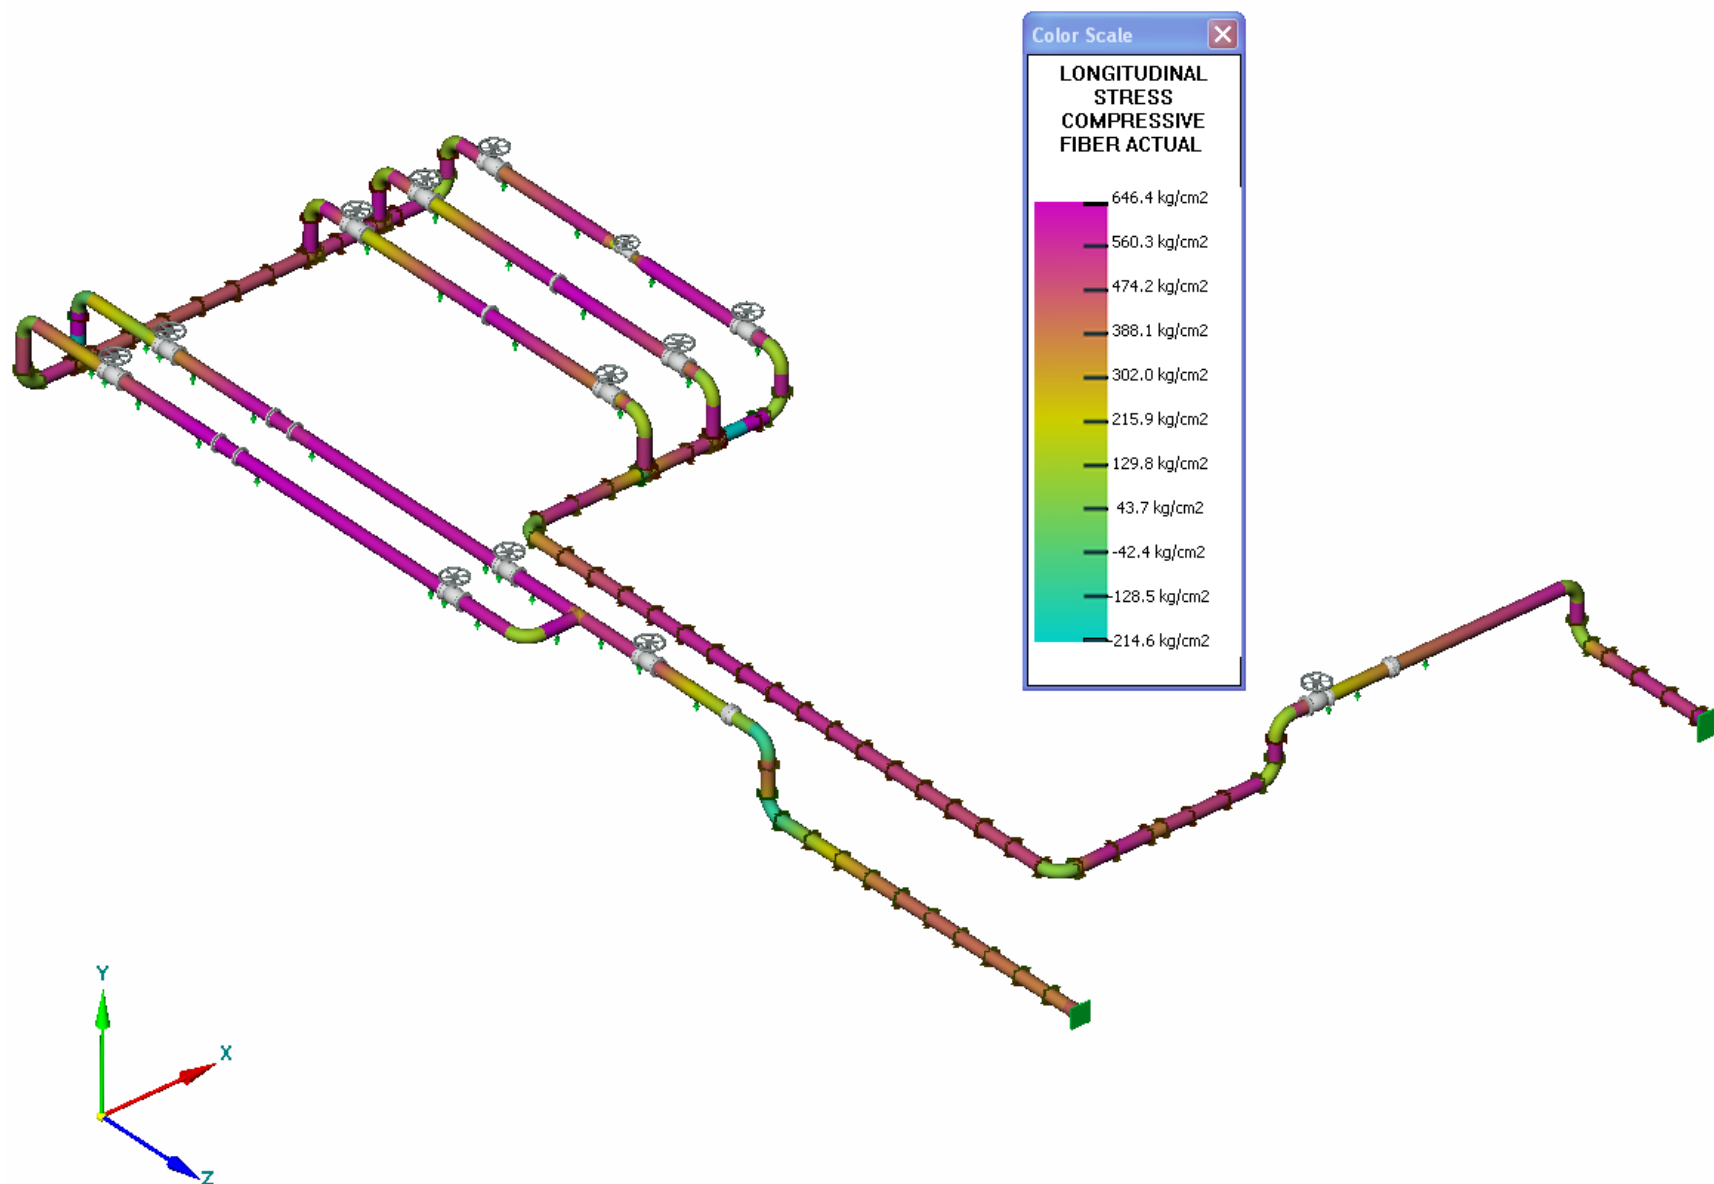 Color Scale
LONGITUDINAL
STRESS
COMPRESSIVE
FIBER ACTUAL
646.4 kg/cm2
560.3 kg/cm2
474.2 kg/cm2
388.1 kg/cm2
302.0 kg/cm2
215.9 kg/cm2
129.8 kg/cm2
43.7 kg/cm2
-42.4 kg/cm2
-128.5 kg/cm2
-214.6 kg/cm2
Y
X
Z